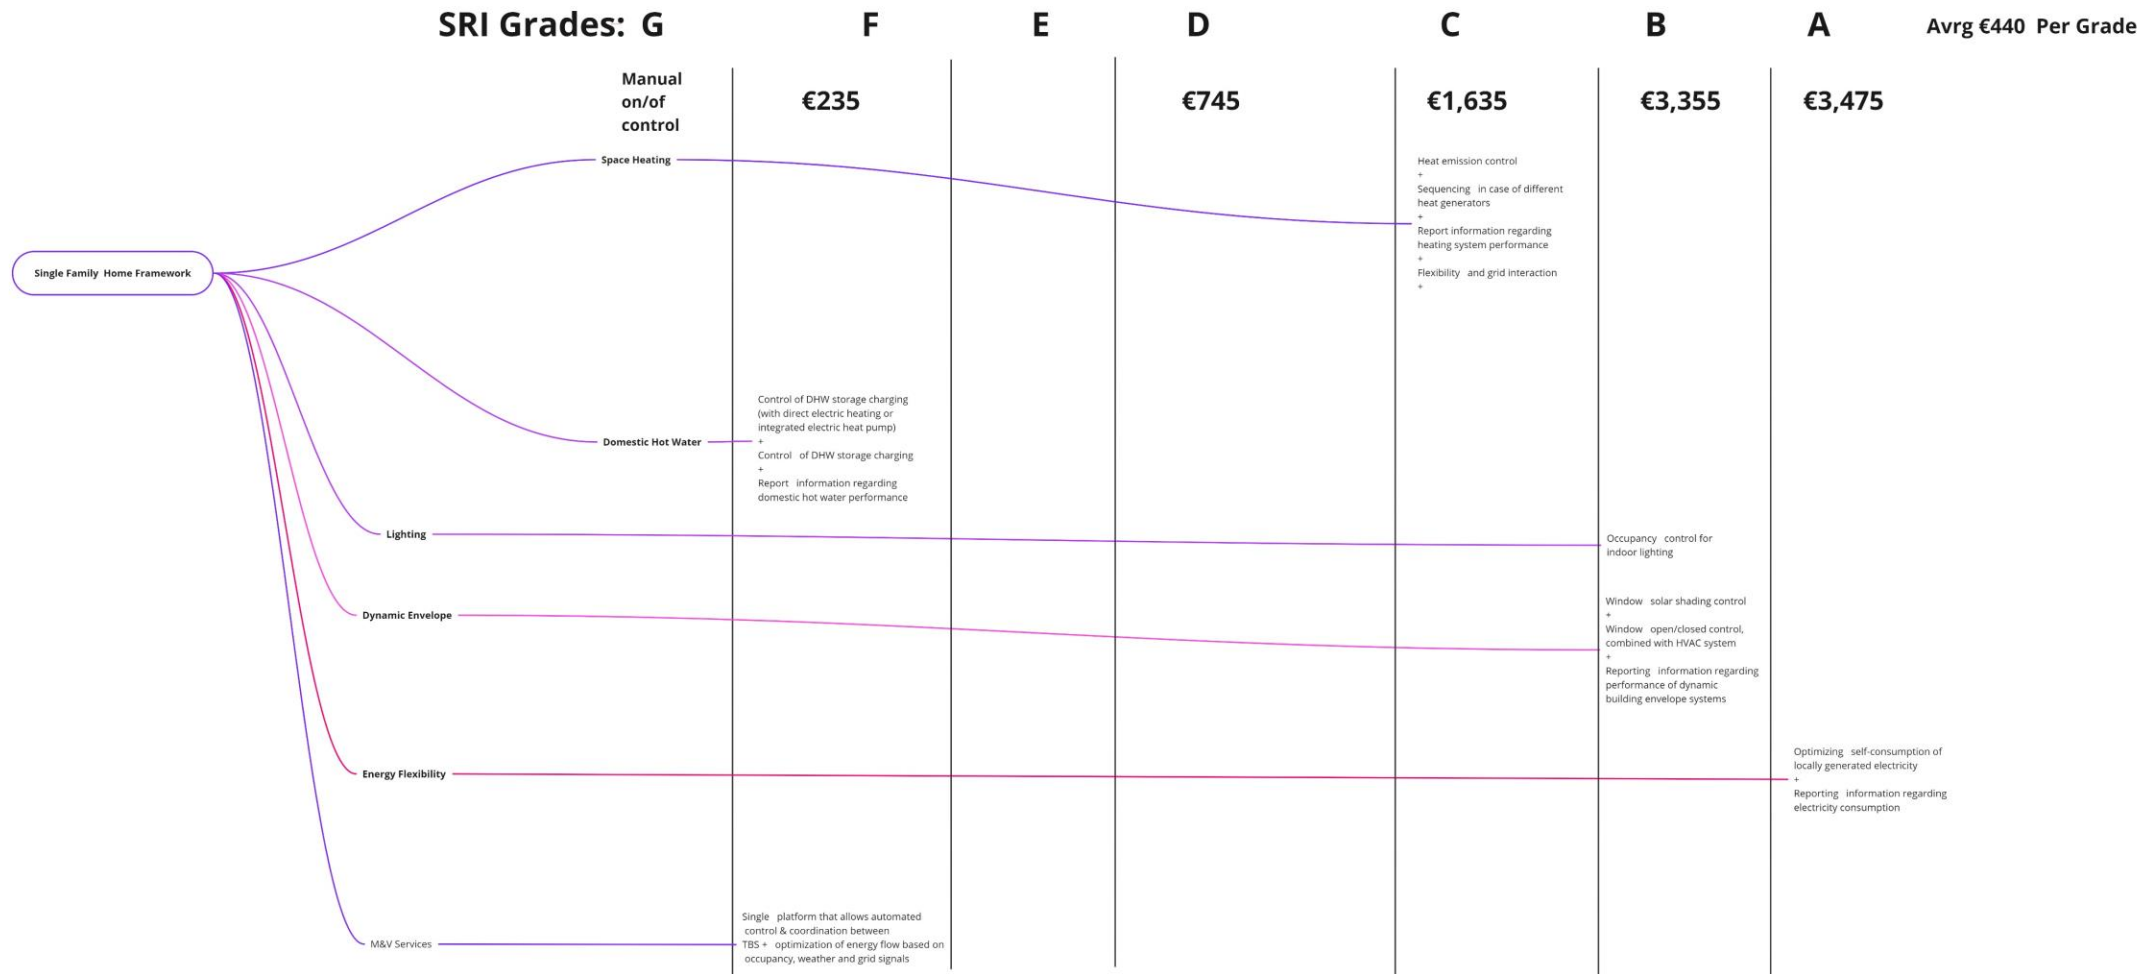 SRI Grades: G F E D C B A Avrg €440 Per Grade
Manual
on/of
control
€235 €745 €1,635 €3,355 €3,475
Single Family Home Framework
Space Heating
Heat emission control
+
Sequencing in case of different
heat generators
+
Report information regarding
heating system performance
+
Flexibility and grid interaction
+
Domestic Hot Water
Control of DHW storage charging
(with direct electric heating or
integrated electric heat pump)
+
Control of DHW storage charging
+
Report information regarding
domestic hot water performance
Lighting
Occupancy control for
indoor lighting
Dynamic Envelope
Window solar shading control
+
Window open/closed control,
combined with HVAC system
+
Reporting information regarding
performance of dynamic
building envelope systems
Energy Flexibility
Optimizing self-consumption of
locally generated electricity
+
Reporting information regarding
electricity consumption
M&V Services
Single platform that allows automated
control & coordination between
TBS + optimization of energy flow based on
occupancy, weather and grid signals